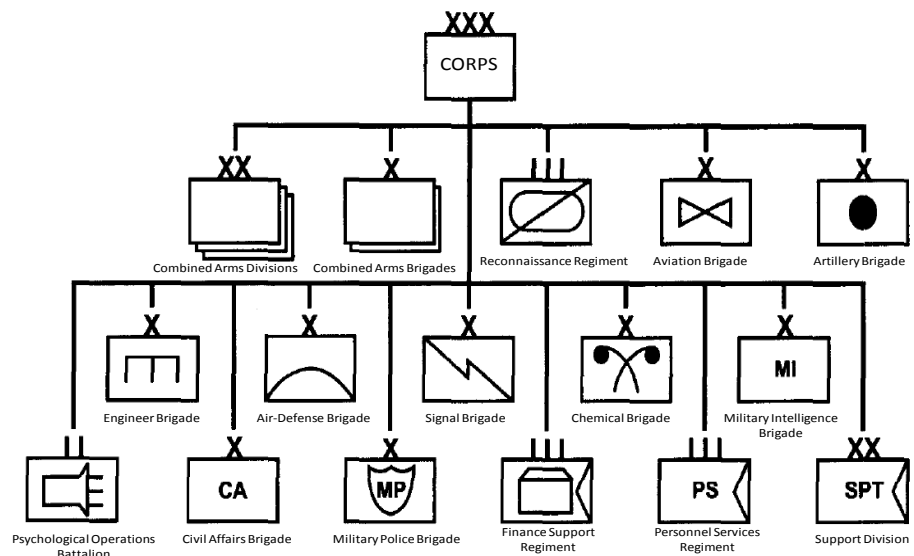 XXX
CORPS
XX
X
III
X
X
Combined Arms Divisions
Combined Arms Brigades
Reconnaissance Regiment
Aviation Brigade
Artillery Brigade
X
X
X
X
X
MI
Engineer Brigade
Air-Defense Brigade
Signal Brigade
Chemical Brigade
Military Intelligence
Brigade
II
X
X
III
III
XX
CA
MP
PS
SPT
Psychological Operations
Battalion
Civil Affairs Brigade
Military Police Brigade
Finance Support
Regiment
Personnel Services
Regiment
Support Division